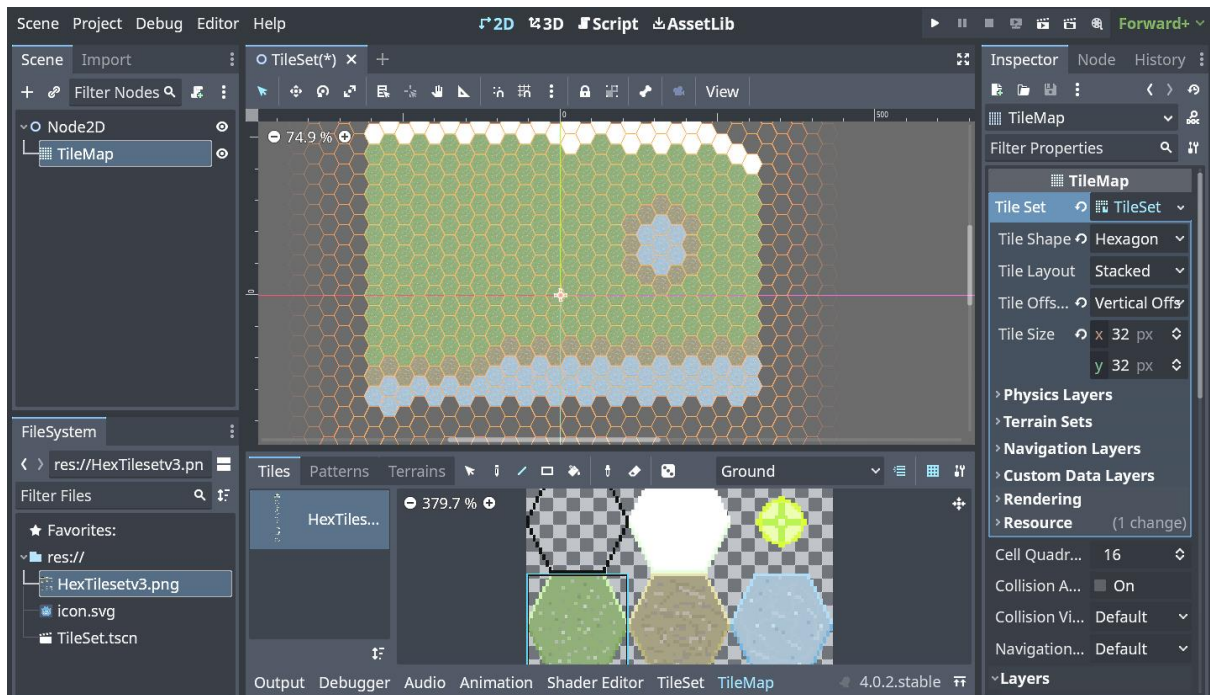 Scene Project Debug Editor Help
2D 3D Script AssetLib
Forward+
Scene Import
Filter Nodes
Node2D
TileMap
FileSystem
res://HexTilesetv3.pn
Filter Files
Favorites:
res://
HexTilesetv3.png
icon.svg
TileSet.tscn
TileSet(*)
View
0
500
0
74.9 %
Tiles Patterns Terrains
Ground
HexTiles...
379.7 %
Output Debugger Audio Animation Shader Editor TileSet TileMap
4.0.2.stable
Inspector Node History
TileMap
Filter Properties
TileMap
Tile Set TileSet
Tile Shape Hexagon
Tile Layout Stacked
Tile Offs... Vertical Offs
Tile Size x 32 px
y 32 px
Physics Layers
Terrain Sets
Navigation Layers
Custom Data Layers
Rendering
Resource (1 change)
Cell Quadr... 16
Collision A... On
Collision Vi... Default
Navigation... Default
Layers